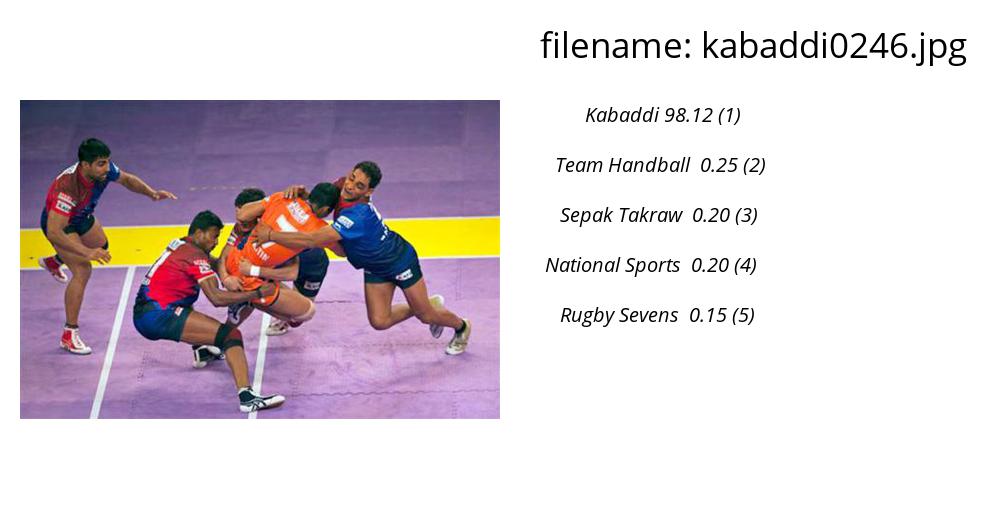 filename: kabaddi0246.jpg
Kabaddi 98.12 (1)
Team Handball 0.25 (2)
Sepak Takraw 0.20 (3)
National Sports 0.20 (4)
Rugby Sevens 0.15 (5)
7